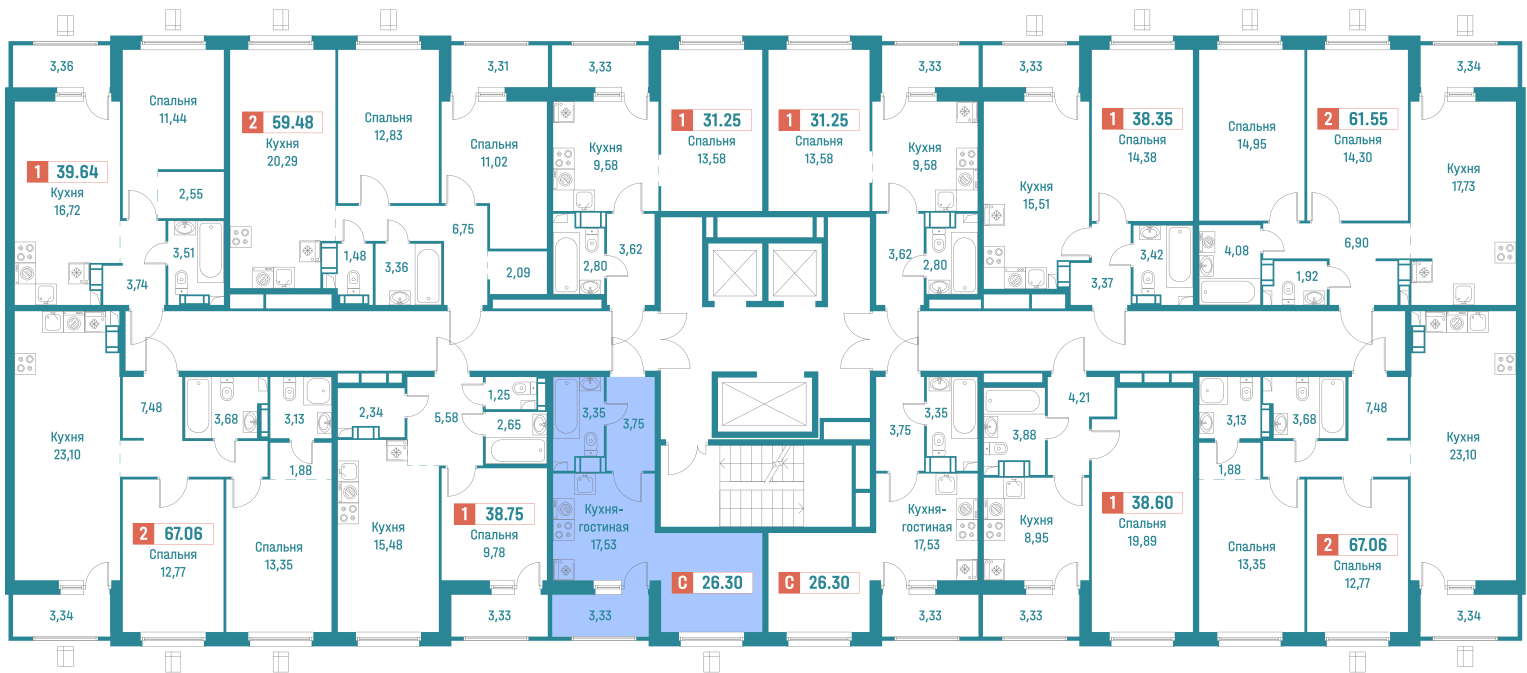 3,36
Спальня
11,44
1 39.64
Кухня
16,72
2,55
3,51
3,74
2 59.48
Кухня
20,29
Спальня
12,83
3,31
Спальня
11,02
6,75
1,48
3,36
2,09
3,33
Кухня
9,58
2,80
3,62
1 31.25
Спальня
13,58
1 31.25
Спальня
13,58
3,33
Кухня
9,58
3,62
2,80
3,33
Кухня
15,51
1 38.35
Спальня
14,38
3,37
3,42
Спальня
14,95
2 61.55
Спальня
14,30
3,34
Кухня
17,73
4,08
6,90
1,92
Кухня
23,10
7,48
3,68
3,13
1,88
2 67.06
Спальня
12,77
Спальня
13,35
3,34
2,34
5,58
1,25
2,65
Кухня
15,48
1 38.75
Спальня
9,78
3,33
3,35
3,75
Кухня-
гостиная
17,53
3,33
С 26.30
С 26.30
3,75
3,35
Кухня-
гостиная
17,53
3,33
4,21
3,88
Кухня
8,95
3,33
1 38.60
Спальня
19,89
3,13
3,68
7,48
1,88
Спальня
13,35
2 67.06
Спальня
12,77
Кухня
23,10
3,34